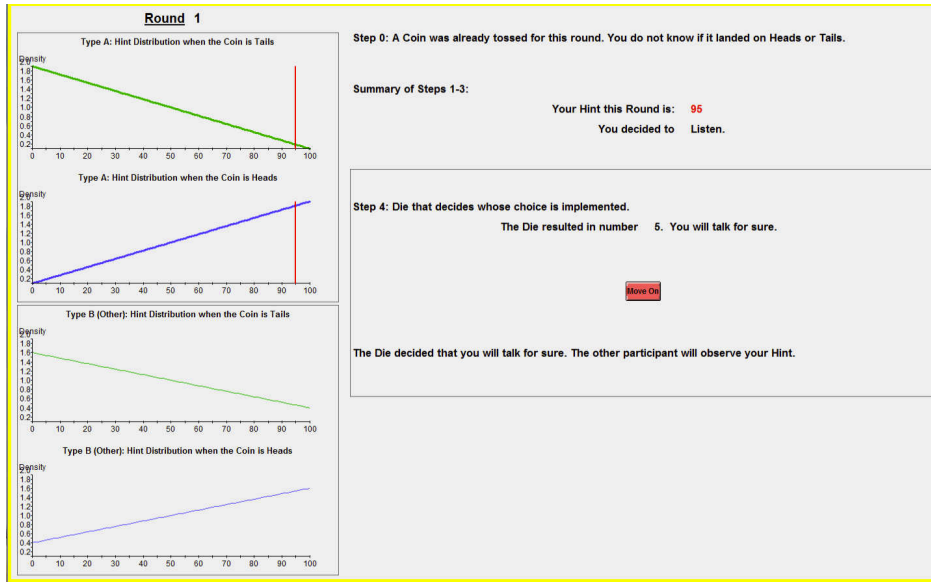 Round 1
Type A: Hint Distribution when the Coin is Tails
Density
2.0
1.8
1.6
1.4
1.2
1.0
0.8
0.6
0.4
0.2
0 10 20 30 40 50 60 70 80 90 100
Type A: Hint Distribution when the Coin is Heads
Density
2.0
1.8
1.6
1.4
1.2
1.0
0.8
0.6
0.4
0.2
0 10 20 30 40 50 60 70 80 90 100
Type B (Other): Hint Distribution when the Coin is Tails
Density
2.0
1.8
1.6
1.4
1.2
1.0
0.8
0.6
0.4
0.2
0 10 20 30 40 50 60 70 80 90 100
Type B (Other): Hint Distribution when the Coin is Heads
Density
2.0
1.8
1.6
1.4
1.2
1.0
0.8
0.6
0.4
0.2
0 10 20 30 40 50 60 70 80 90 100
Step 0: A Coin was already tossed for this round. You do not know if it landed on Heads or Tails.
Summary of Steps 1-3:
Your Hint this Round is: 95
You decided to Listen.
Step 4: Die that decides whose choice is implemented.
The Die resulted in number 5. You will talk for sure.
Move On
The Die decided that you will talk for sure. The other participant will observe your Hint.